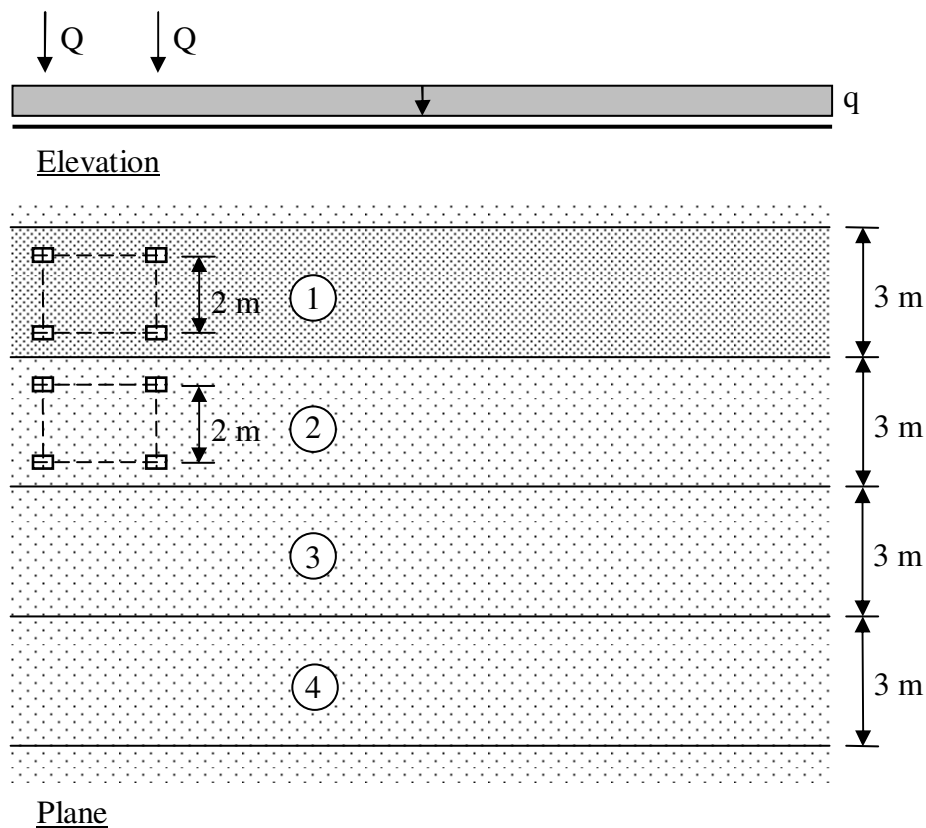 Q Q
q
Elevation
2 m 1 3 m
2 m 2 3 m
3 3 m
4 3 m
Plane